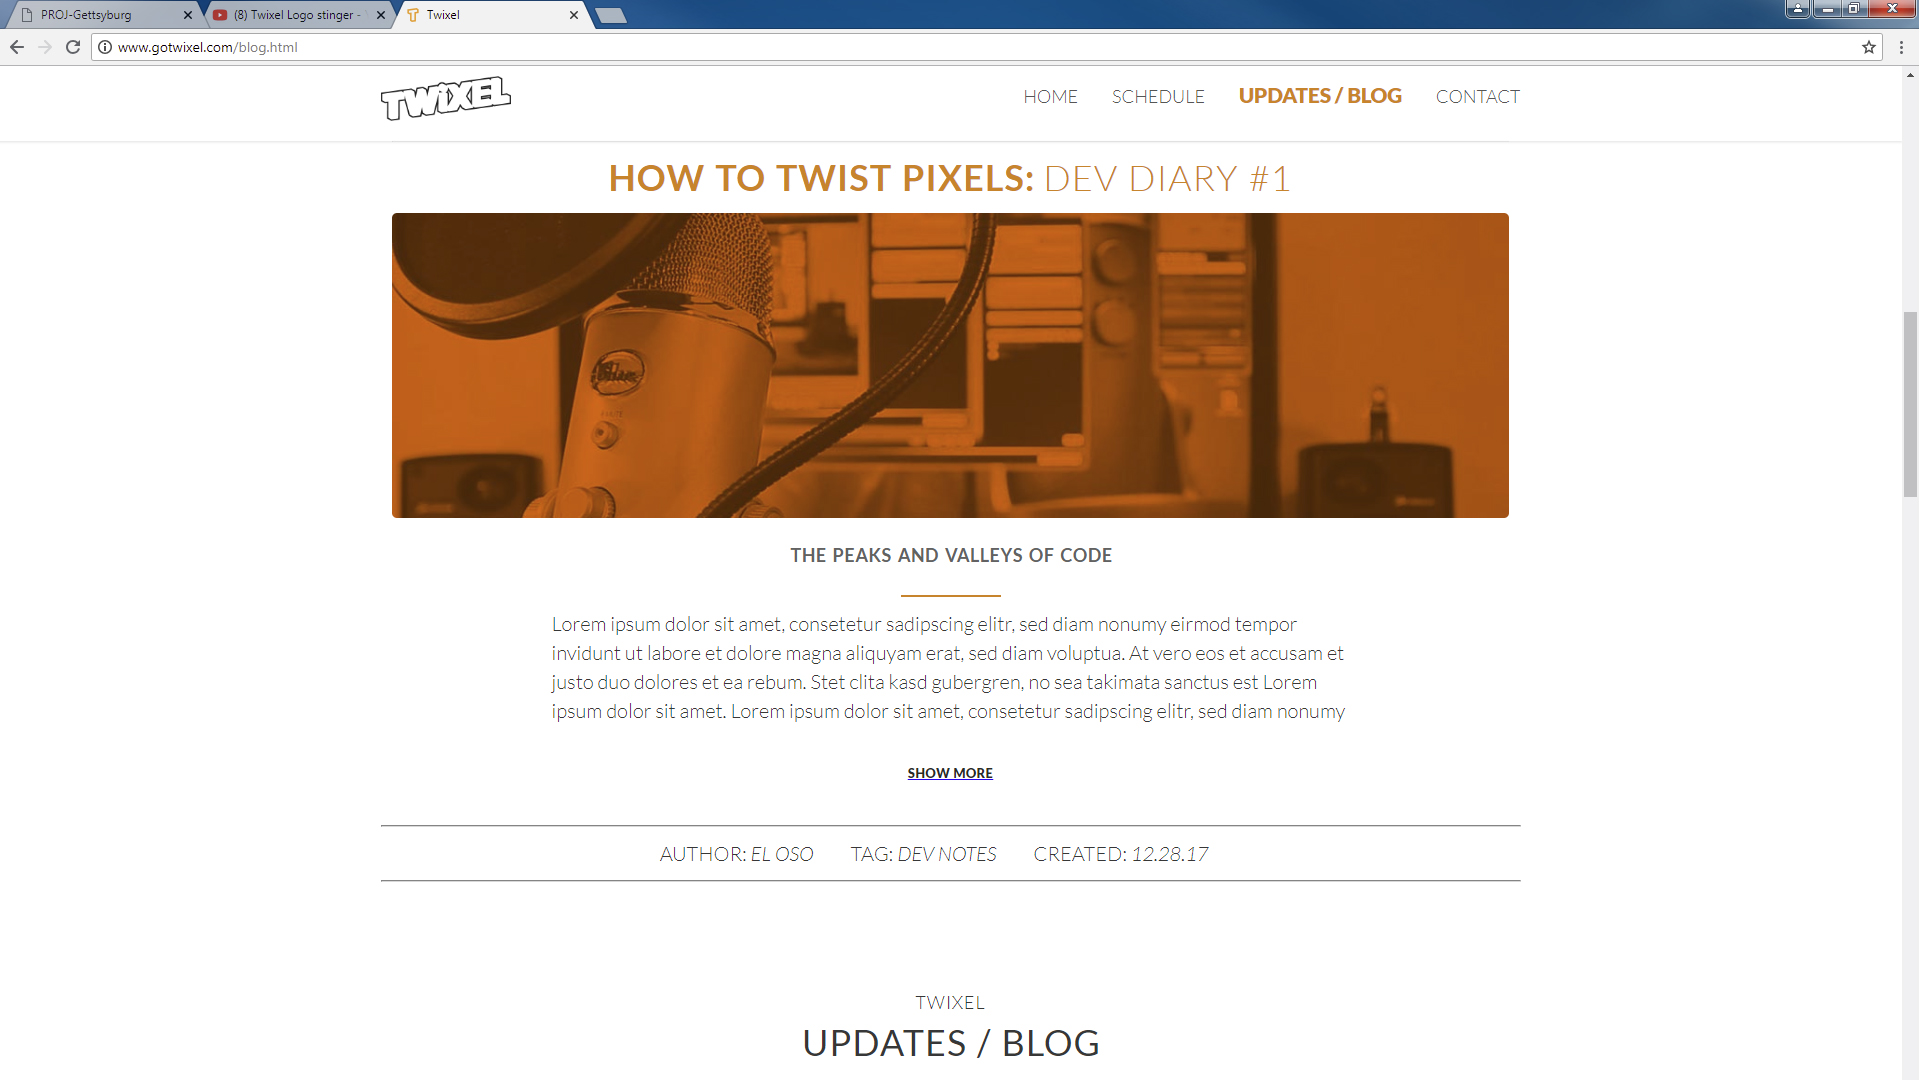 PROJ-Gettsyburg
(8) Twixel Logo stinger -
Twixel
www.gotwixel.com/blog.html
TWIXEL
HOME SCHEDULE UPDATES / BLOG CONTACT
HOW TO TWIST PIXELS: DEV DIARY #1
Blue
THE PEAKS AND VALLEYS OF CODE
Lorem ipsum dolor sit amet, consetetur sadipscing elitr, sed diam nonumy eirmod tempor
invidunt ut labore et dolore magna aliquyam erat, sed diam voluptua. At vero eos et accusam et
justo duo dolores et ea rebum. Stet clita kasd gubergren, no sea takimata sanctus est Lorem
ipsum dolor sit amet. Lorem ipsum dolor sit amet, consetetur sadipscing elitr, sed diam nonumy
SHOW MORE
AUTHOR: EL OSO TAG: DEV NOTES CREATED: 12.28.17
TWIXEL
UPDATES / BLOG